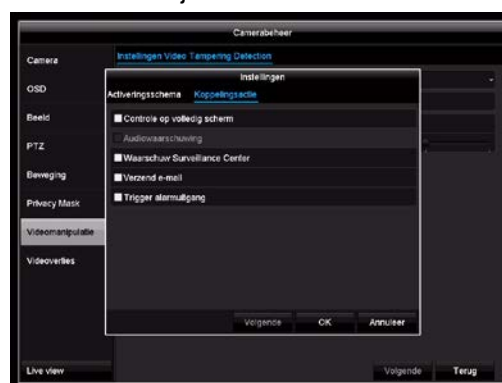 Camerabeheer
Camera
Instellingen Video Tampering Detection
Instellingen
OSD
Activeringsschema Koppelingsactie
Beeld
Controle op volledig scherm
Audiowaarschuwing
PTZ
Waarschuw Surveillance Center
Beweging
Verzend e-mail
Privacy Mask
Trigger alarmuitgang
Videomanipulatie
Videoverlies
Volgende OK Annuleer
Live view
Volgende Terug